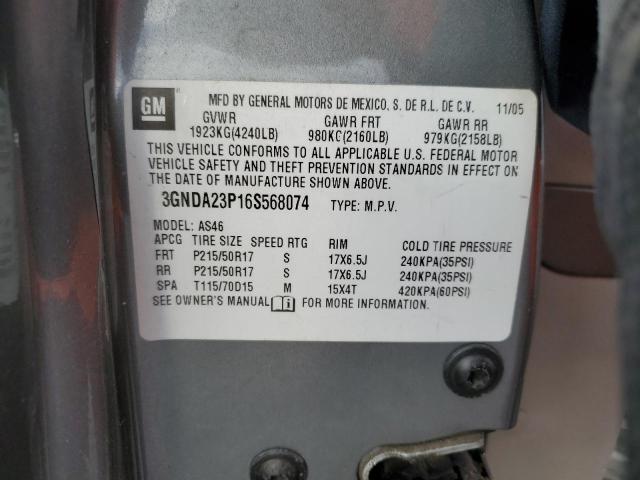 GM
MFD BY GENERAL MOTORS DE MEXICO. S. DE R.L. DE C.V. 11/05
GVWR GAWR FRT GAWR RR
1923KG(4240LB) 980KG(2160LB) 979KG(2158LB)
THIS VEHICLE CONFORMS TO ALL APPLICABLE U.S. FEDERAL MOTOR
VEHICLE SAFETY AND THEFT PREVENTION STANDARDS IN EFFECT ON
THE DATE OF MANUFACTURE SHOWN ABOVE.
3GNDA23P16S568074 TYPE: M.P.V.
MODEL: AS46
APCG TIRE SIZE SPEED RTG RIM COLD TIRE PRESSURE
FRT P215/50R17 S 17X6.5J 240KPA(35PSI)
RR P215/50R17 S 17X6.5J 240KPA(35PSI)
SPA T115/70D15 M 15X4T 420KPA(60PSI)
SEE OWNER'S MANUAL FOR MORE INFORMATION.